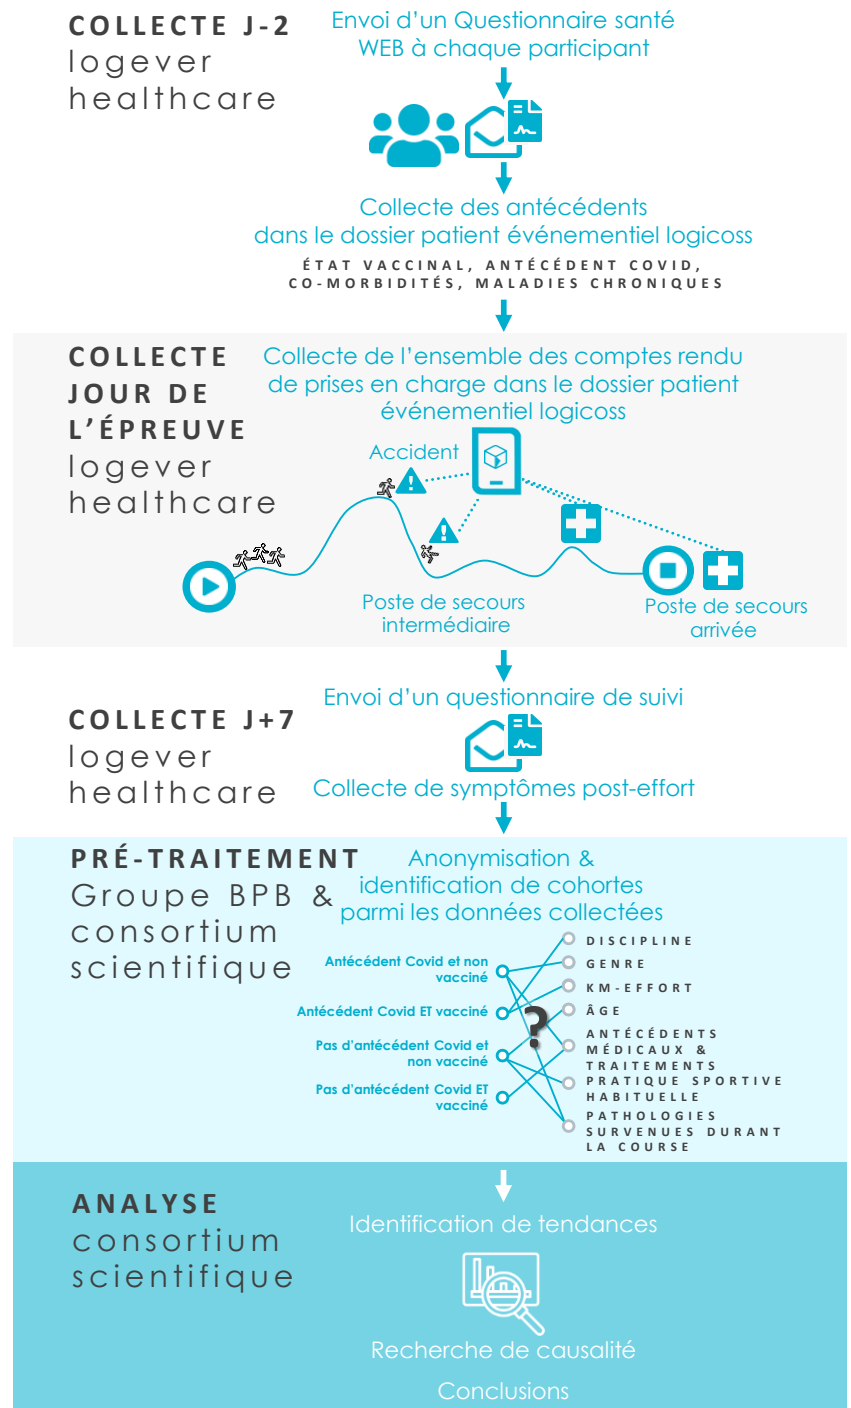 COLLECTE J-2
logever
healthcare
Envoi d'un Questionnaire santé
WEB à chaque participant
Collecte des antécédents
dans le dossier patient événementiel logicoss
ÉTAT VACCINAL, ANTÉCÉDENT COVID,
CO-MORBIDITÉS, MALADIES CHRONIQUES
COLLECTE
JOUR DE
L'ÉPREUVE
logever
healthcare
Collecte de l'ensemble des comptes rendu
de prises en charge dans le dossier patient
événementiel logicoss
Accident
Poste de secours
intermédiaire
Poste de secours
arrivée
COLLECTE J+7
logever
healthcare
Envoi d'un questionnaire de suivi
Collecte de symptômes post-effort
PRÉ-TRAITEMENT
Groupe BPB &
consortium
scientifique
Anonymisation &
identification de cohortes
parmi les données collectées
Antécédent Covid et non
vacciné
Antécédent Covid ET vacciné
Pas d'antécédent Covid et
non vacciné
Pas d'antécédent Covid ET
vacciné
?
DISCIPLINE
GENRE
KM-EFFORT
ÂGE
ANTÉCÉDENTS
MÉDICAUX &
TRAITEMENTS
PRATIQUE SPORTIVE
HABITUELLE
PATHOLOGIES
SURVENUES DURANT
LA COURSE
ANALYSE
consortium
scientifique
Identification de tendances
Recherche de causalité
Conclusions